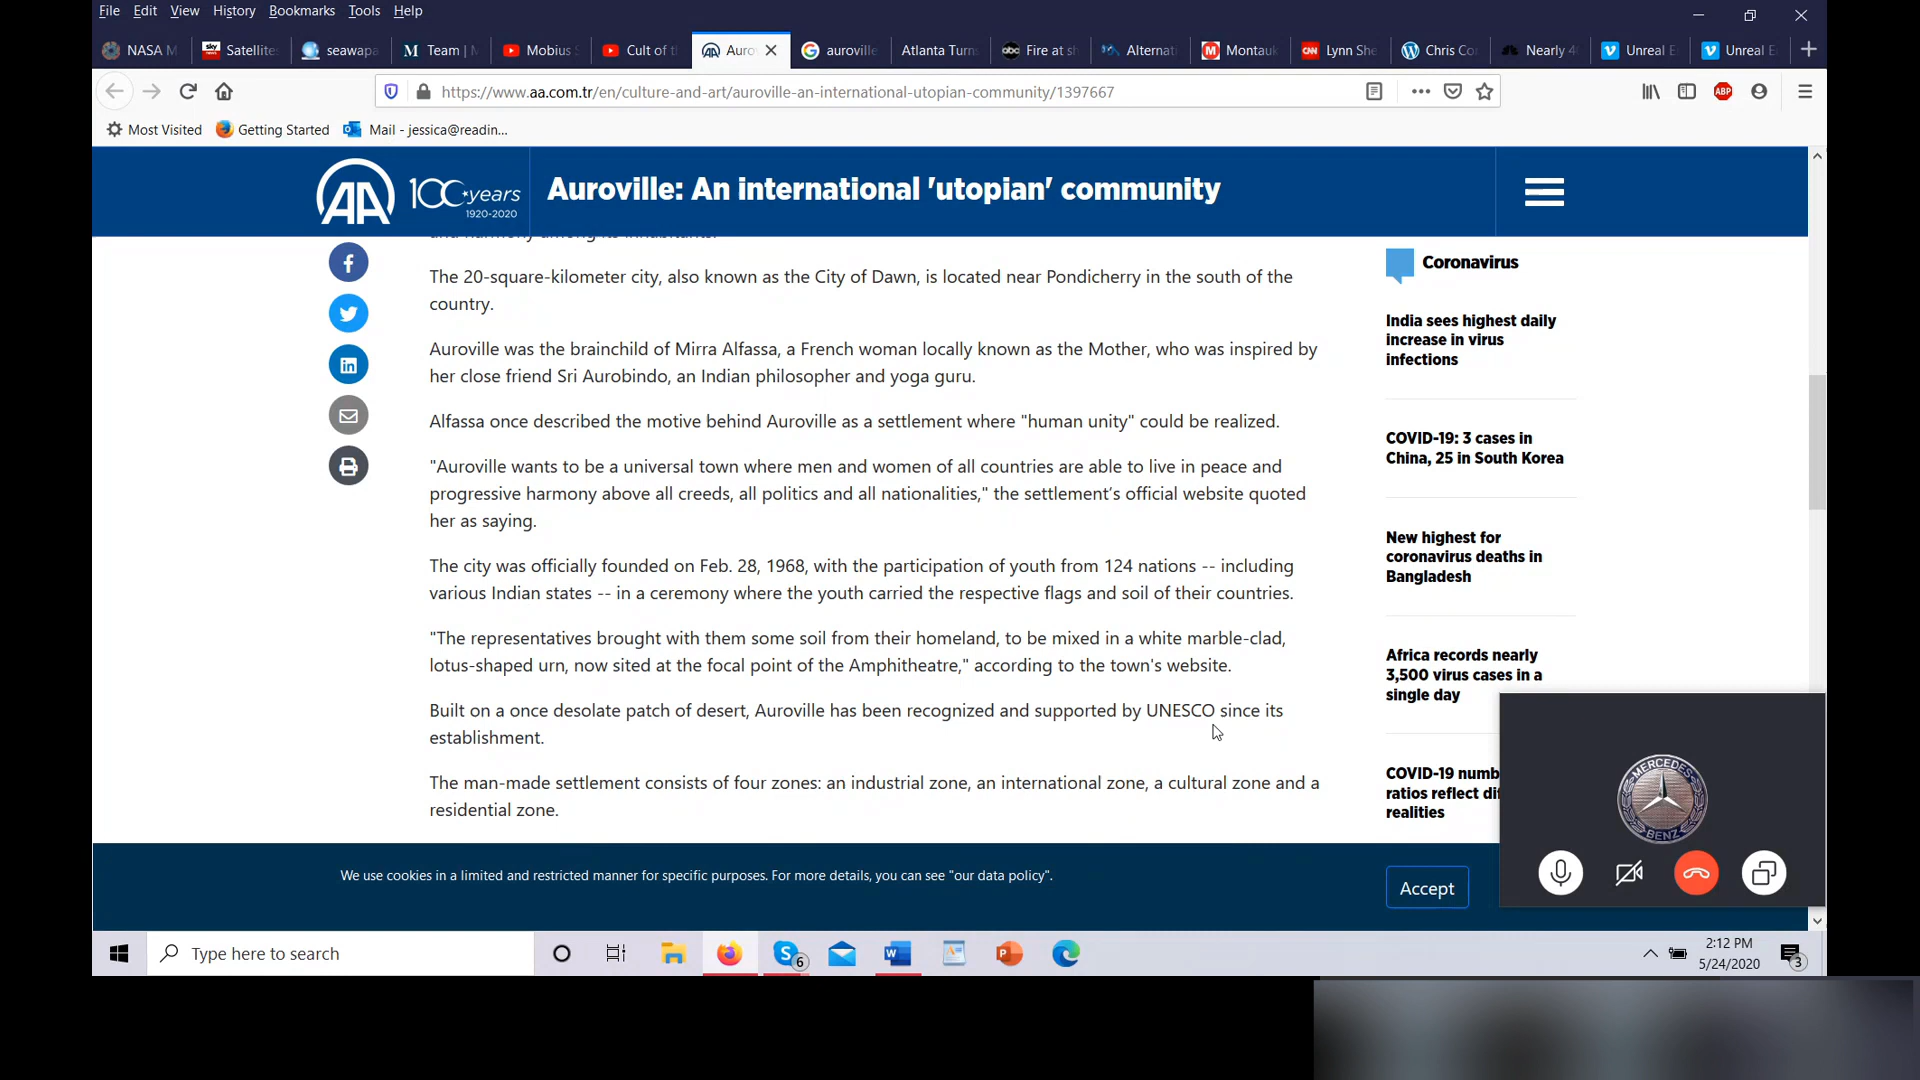 File Edit View History Bookmarks Tools Help
NASA M
Satellite
seawapa
Team |
Mobius
Cult of t
Auro
auroville
Atlanta Turn
Fire at s
Alternat
Montauk
Lynn She
Chris Co
Nearly 4
Unreal E
Unreal E
https://www.aa.com.tr/en/culture-and-art/auroville-an-international-utopian-community/1397667
ABP
Most Visited Getting Started Mail - jessica@readin...
AA 100 years
1920-2020
Auroville: An international 'utopian' community
and harmony among its inhabitants.
The 20-square-kilometer city, also known as the City of Dawn, is located near Pondicherry in the south of the
country.
Auroville was the brainchild of Mirra Alfassa, a French woman locally known as the Mother, who was inspired by
her close friend Sri Aurobindo, an Indian philosopher and yoga guru.
Alfassa once described the motive behind Auroville as a settlement where "human unity" could be realized.
"Auroville wants to be a universal town where men and women of all countries are able to live in peace and
progressive harmony above all creeds, all politics and all nationalities," the settlement's official website quoted
her as saying.
The city was officially founded on Feb. 28, 1968, with the participation of youth from 124 nations -- including
various Indian states -- in a ceremony where the youth carried the respective flags and soil of their countries.
"The representatives brought with them some soil from their homeland, to be mixed in a white marble-clad,
lotus-shaped urn, now sited at the focal point of the Amphitheatre," according to the town's website.
Built on a once desolate patch of desert, Auroville has been recognized and supported by UNESCO since its
establishment.
The man-made settlement consists of four zones: an industrial zone, an international zone, a cultural zone and a
residential zone.
Coronavirus
India sees highest daily
increase in virus
infections
COVID-19: 3 cases in
China, 25 in South Korea
New highest for
coronavirus deaths in
Bangladesh
Africa records nearly
3,500 virus cases in a
single day
COVID-19 numb
ratios reflect di
realities
MERCEDES
BENZ
We use cookies in a limited and restricted manner for specific purposes. For more details, you can see "our data policy".
Accept
Type here to search
6
2:12 PM
5/24/2020
3